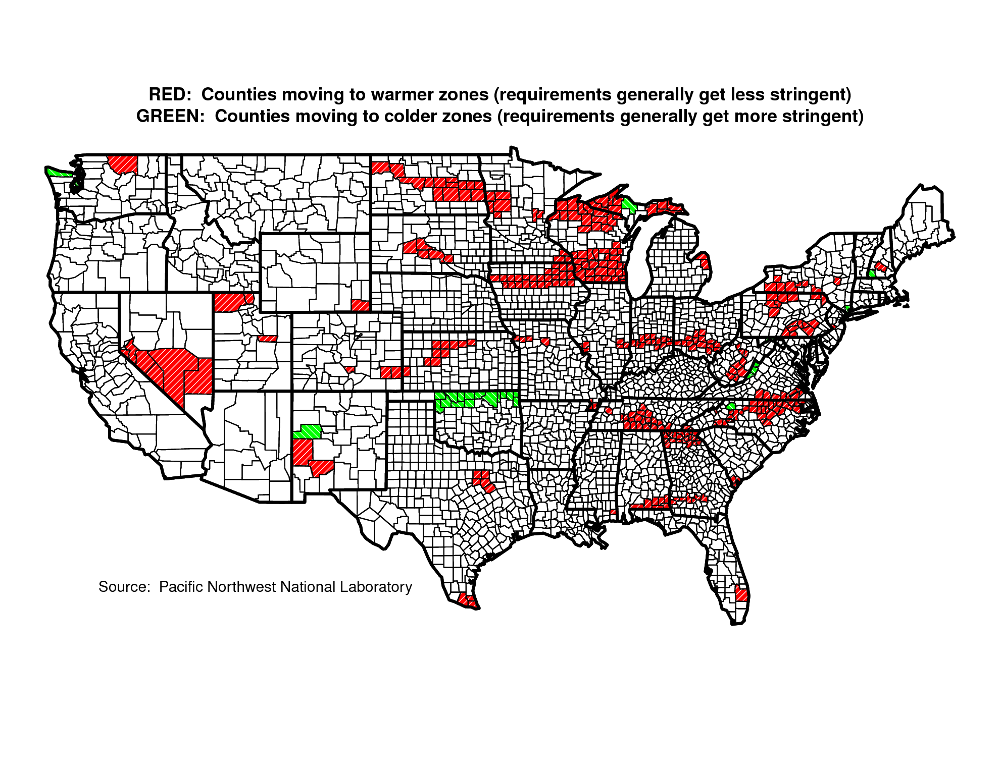 RED:  Counties moving to warmer zones (requirements generally get less stringent)
GREEN:  Counties moving to colder zones (requirements generally get more stringent)
Source:  Pacific Northwest National Laboratory